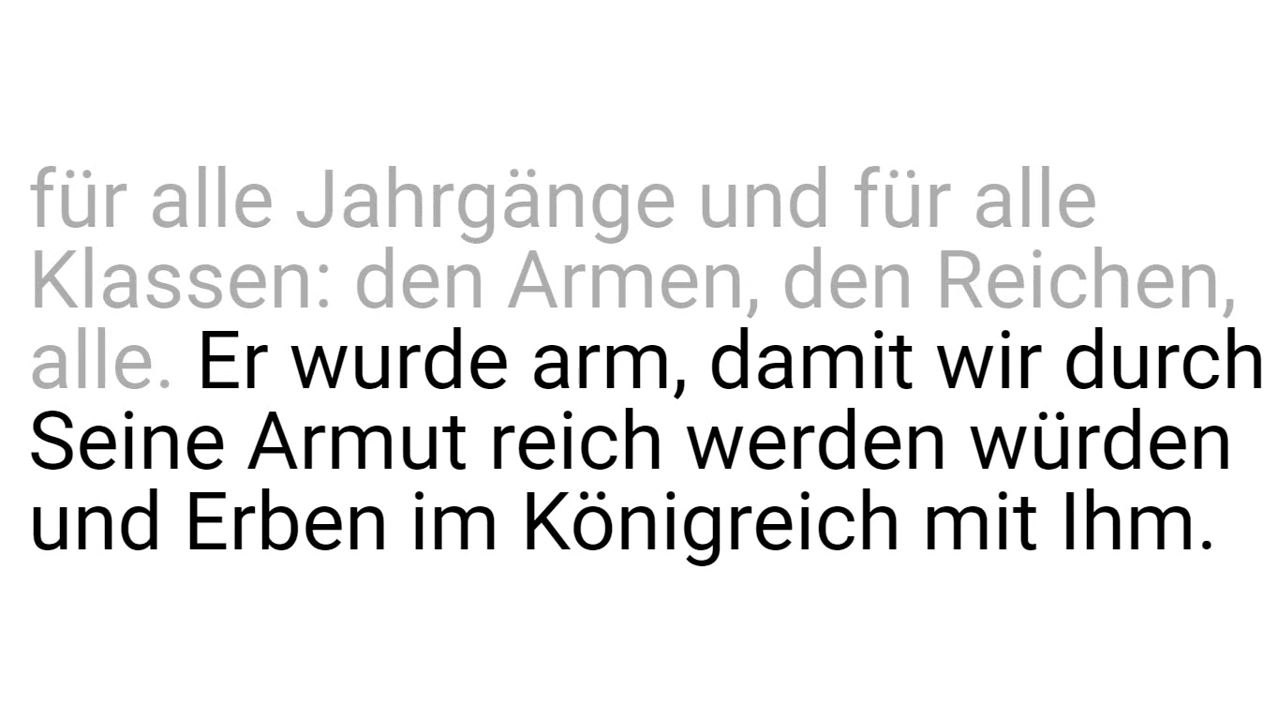 für alle Jahrgänge und für alle
Klassen: den Armen, den Reichen,
alle. Er wurde arm, damit wir durch
Seine Armut reich werden würden
und Erben im Königreich mit Ihm.